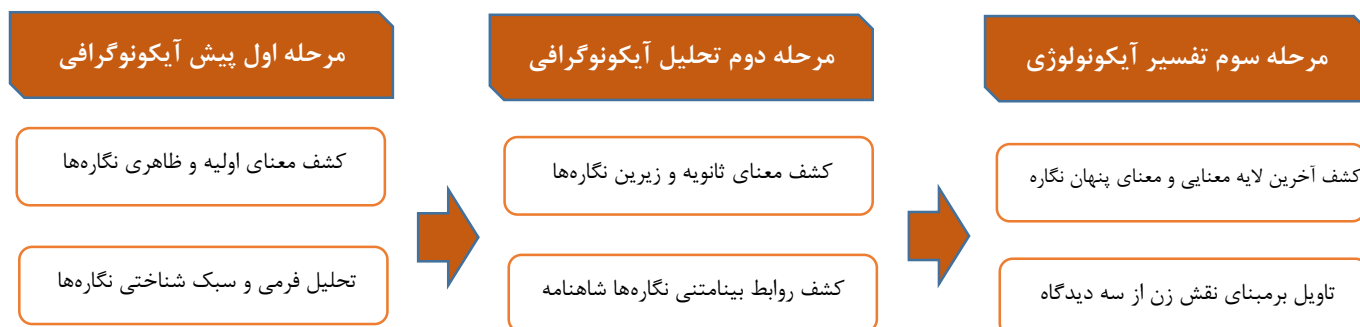 مرحله اول پیش آیکونوگرافی
کشف معنای اولیه و ظاهری نگاره‌ها
تحلیل فرمی و سبک شناختی نگاره‌ها
مرحله دوم تحلیل آیکونوگرافی
کشف معنای ثانویه و زیرین نگاره‌ها
کشف روابط بینامتنی نگاره‌ها شاهنامه
مرحله سوم تفسیر آیکونولوژی
کشف آخرین لایه معنایی و معنای پنهان نگاره
تاویل برمبنای نقش زن از سه دیدگاه